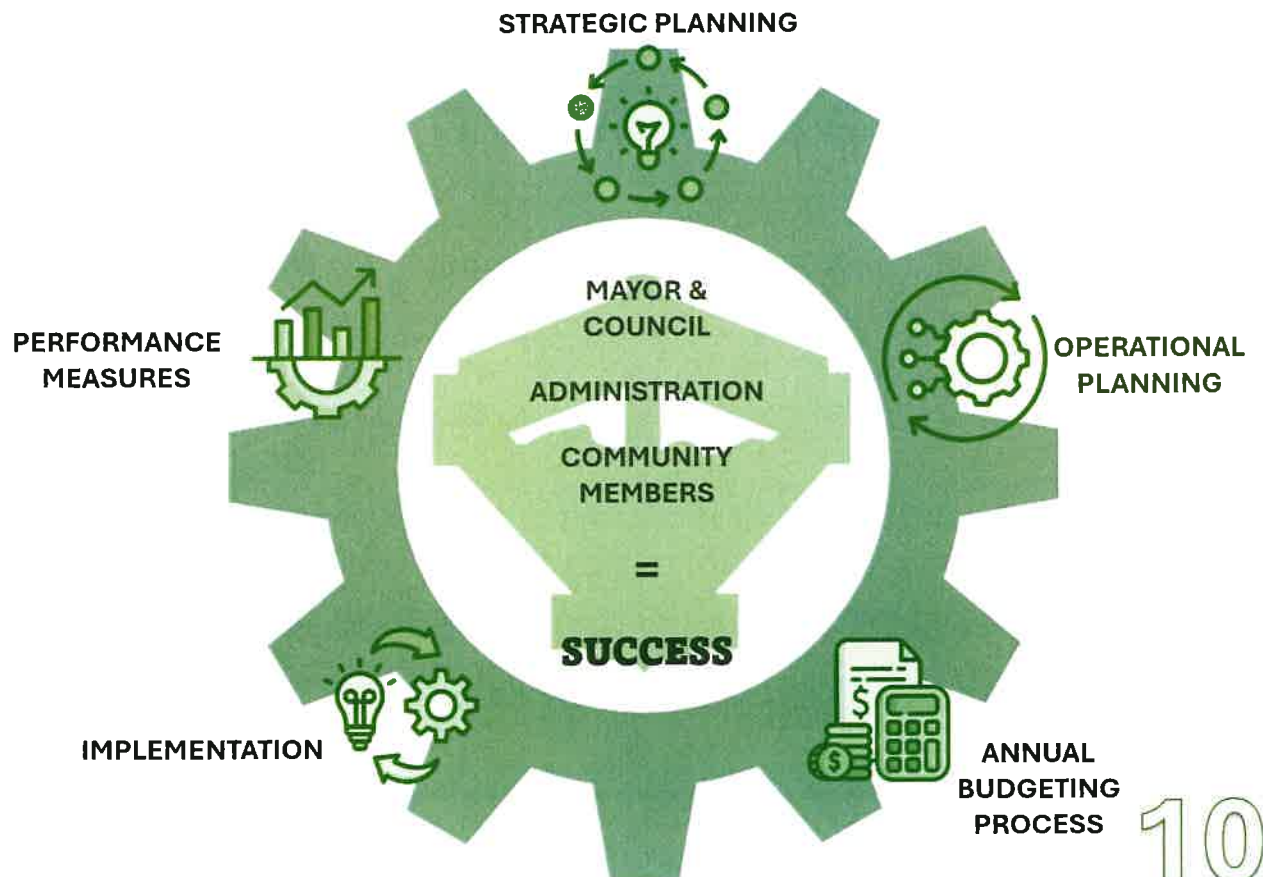 STRATEGIC PLANNING
MAYOR &
COUNCIL
ADMINISTRATION
COMMUNITY
MEMBERS
=
SUCCESS
PERFORMANCE
MEASURES
OPERATIONAL
PLANNING
IMPLEMENTATION
$
$
ANNUAL
BUDGETING
PROCESS
10